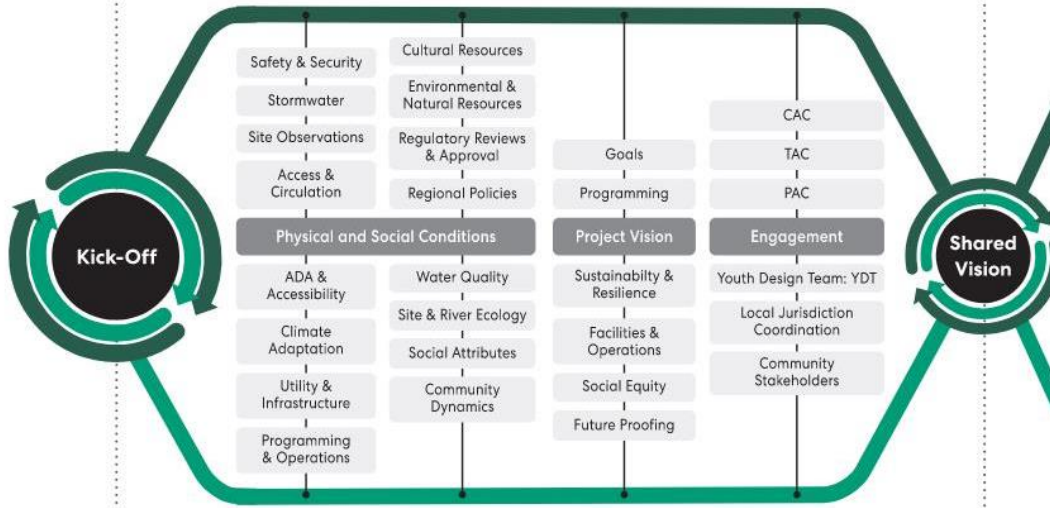 Kick-Off
Safety & Security
Stormwater
Site Observations
Access &
Circulation
Cultural Resources
Environmental &
Natural Resources
Regulatory Reviews
& Approval
Regional Policies
Physical and Social Conditions
ADA &
Accessibility
Climate
Adaptation
Utility &
Infrastructure
Programming
& Operations
Water Quality
Site & River Ecology
Social Attributes
Community
Dynamics
Goals
Programming
Project Vision
Sustainabilty &
Resilience
Facilities &
Operations
Social Equity
Future Proofing
CAC
TAC
PAC
Engagement
Youth Design Team: YDT
Local Jurisdiction
Coordination
Community
Stakeholders
Shared
Vision